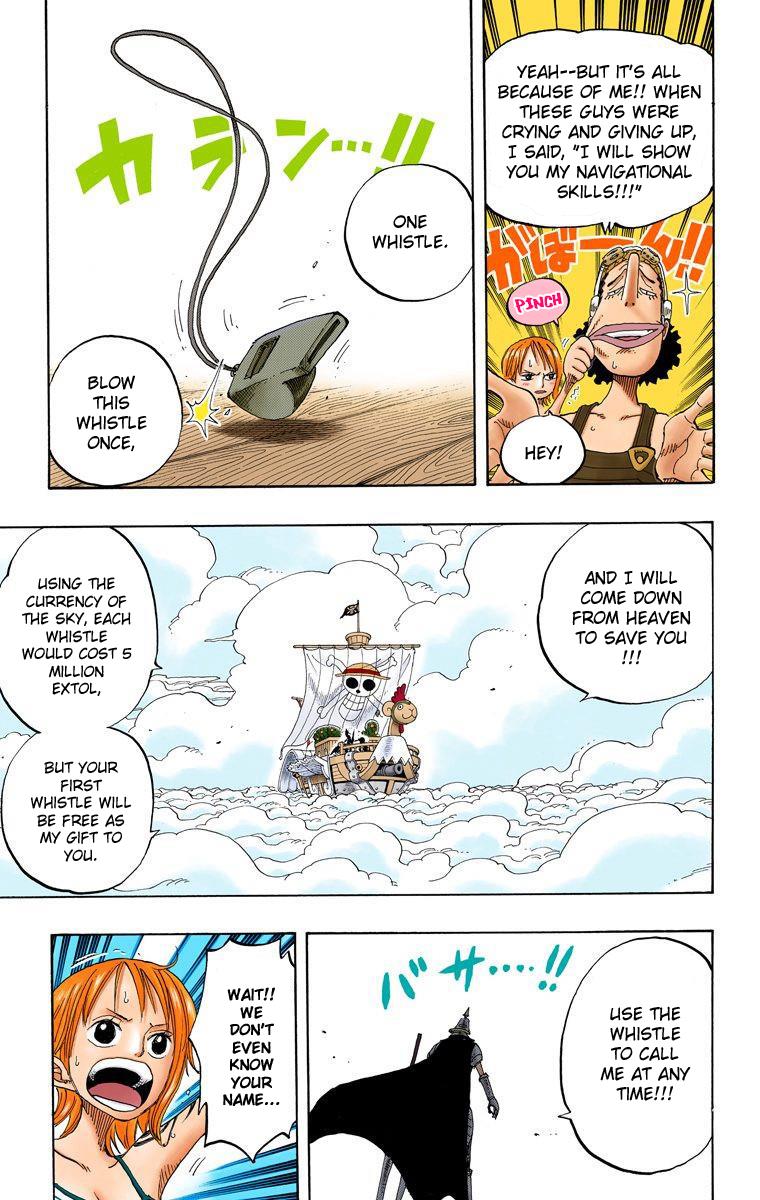 YEAH--BUT IT'S ALL
BECAUSE OF ME!! WHEN
THESE GUYS WERE
CRYING AND GIVING UP,
I SAID, "I WILL SHOW
YOU MY NAVIGATIONAL
SKILLS!!!"
がぼーん!!
PINCH
HEY!
カラン…!!
ONE
WHISTLE.
BLOW
THIS
WHISTLE
ONCE,
AND I WILL
COME DOWN
FROM HEAVEN
TO SAVE YOU
!!!
USING THE
CURRENCY OF
THE SKY, EACH
WHISTLE
WOULD COST 5
MILLION
EXTOL,
BUT YOUR
FIRST
WHISTLE WILL
BE FREE AS
MY GIFT TO
YOU.
バサ……!!
USE THE
WHISTLE
TO CALL
ME AT ANY
TIME!!!
WAIT!!
WE
DON'T
EVEN
KNOW
YOUR
NAME...